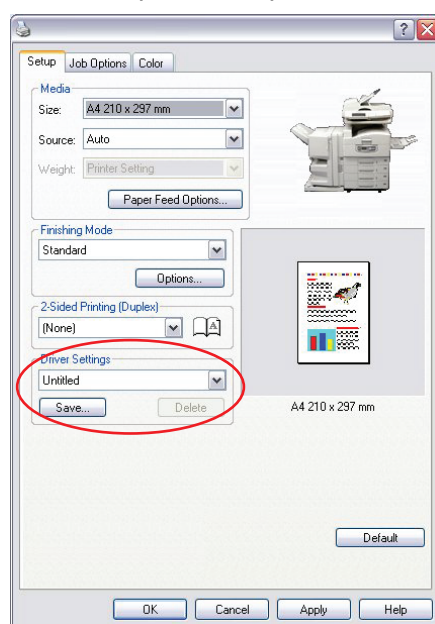 Setup Job Options Color
Media
Size: A4 210 x 297 mm
Source: Auto
Weight: Printer Setting
Paper Feed Options...
Finishing Mode
Standard
Options...
2-Sided Printing (Duplex)
(None)
A
Driver Settings
Untitled
Save... Delete
A4 210 x 297 mm
Default
OK Cancel Apply Help